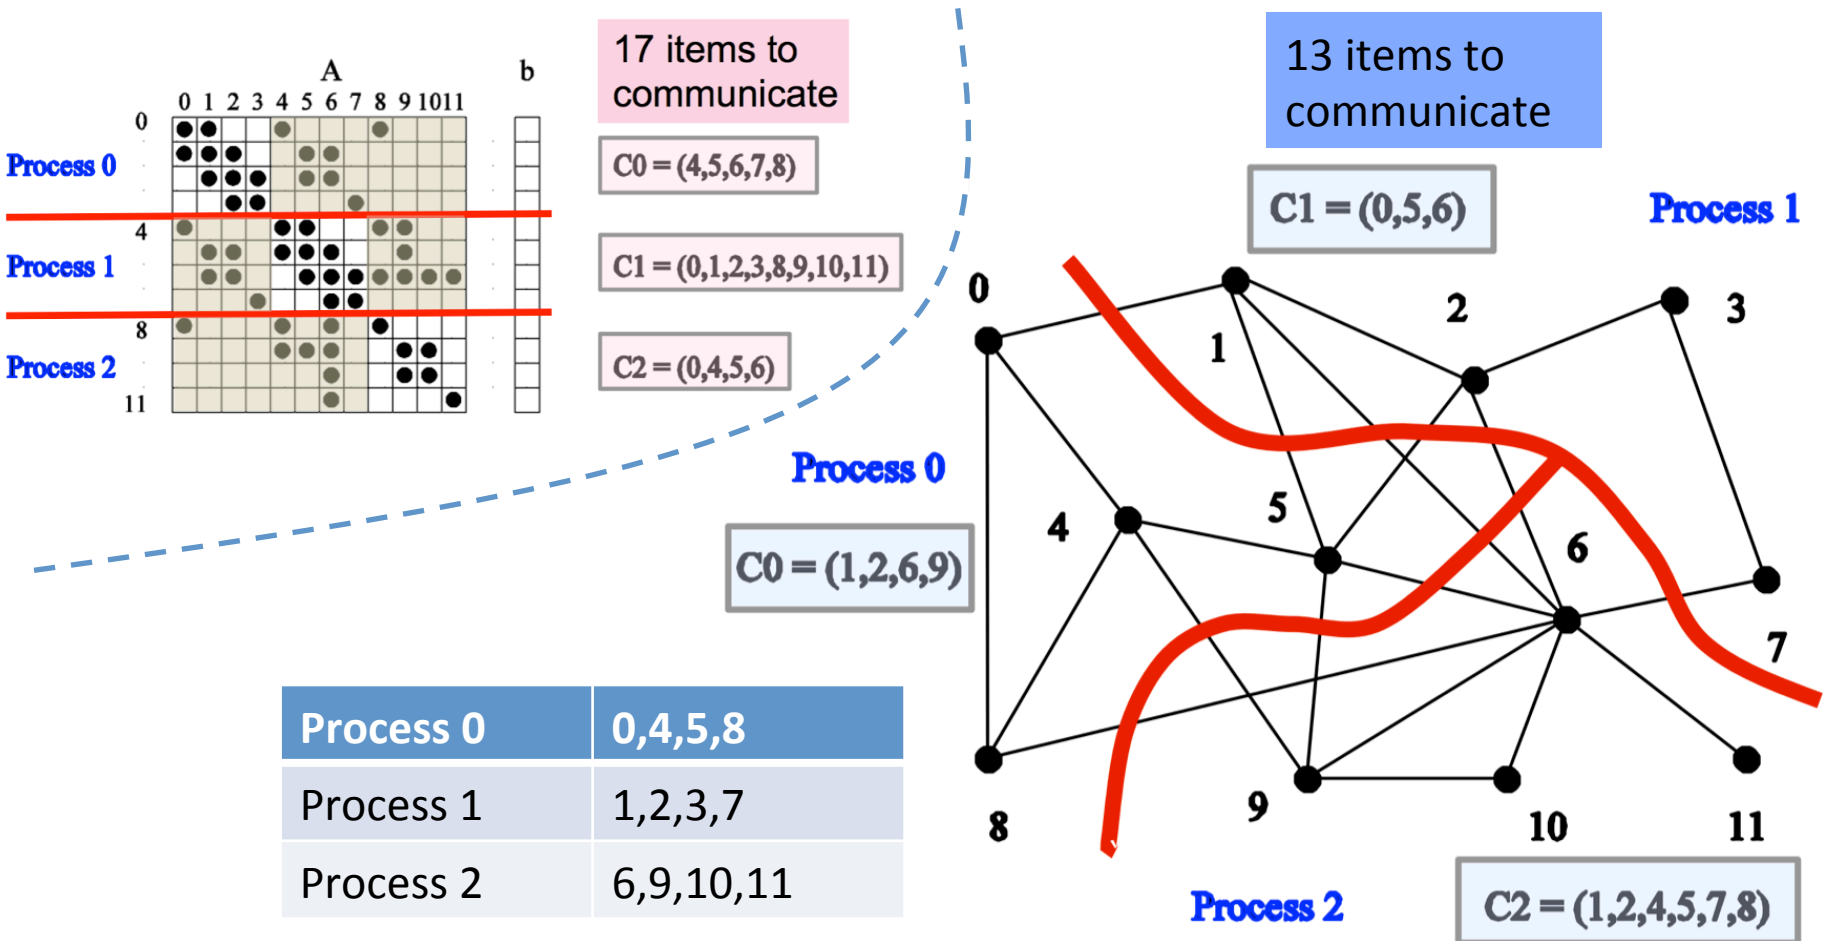 A
b
0 1 2 3 4 5 6 7 8 9 10 11
0
4
8
11
Process 0
Process 1
Process 2
17 items to
communicate
C0 = (4,5,6,7,8)
C1 = (0,1,2,3,8,9,10,11)
C2 = (0,4,5,6)
13 items to
communicate
C1 = (0,5,6)
Process 1
0
1
2
3
Process 0
4
5
6
C0 = (1,2,6,9)
7
8
9
10
11
Process 2
C2 = (1,2,4,5,7,8)
Process 0 0,4,5,8
Process 1 1,2,3,7
Process 2 6,9,10,11